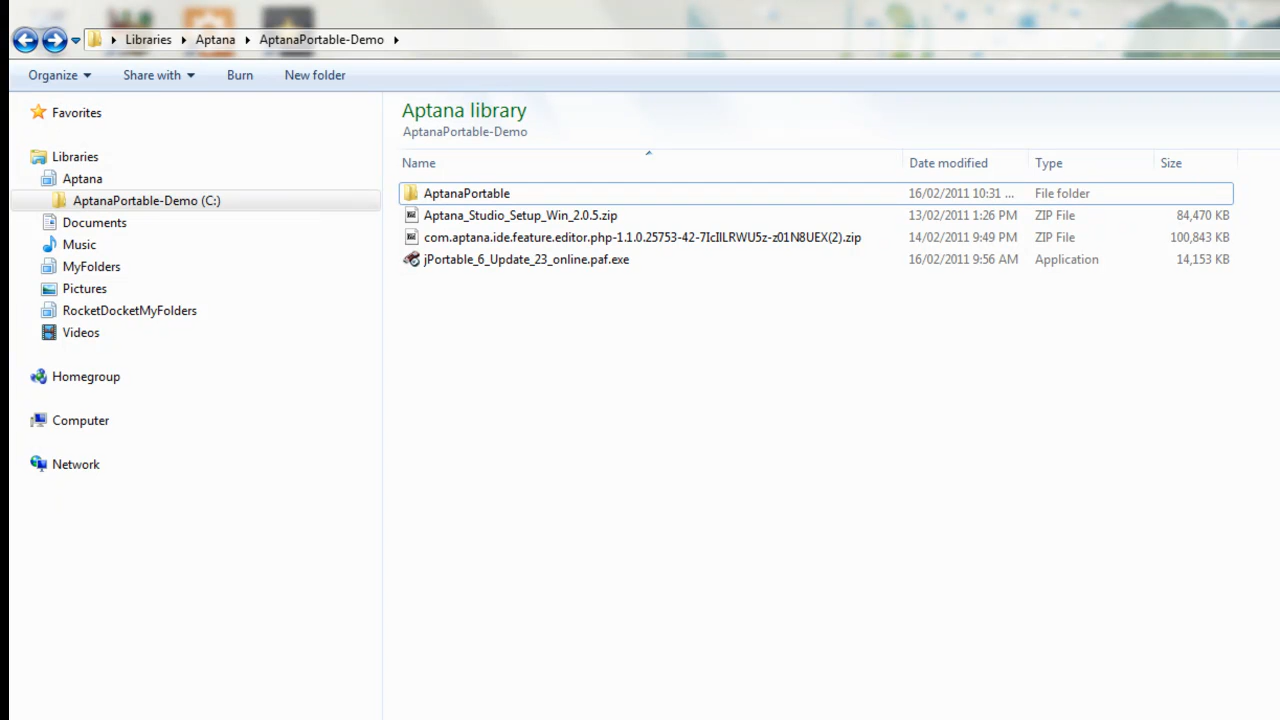 Libraries Aptana AptanaPortable-Demo
Organize Share with Burn New folder
Favorites
Libraries
Aptana
AptanaPortable-Demo (C:)
Documents
Music
MyFolders
Pictures
RocketDocketMyFolders
Videos
Homegroup
Computer
Network
Aptana library
AptanaPortable-Demo
Name Date modified Type Size
AptanaPortable 16/02/2011 10:31 ... File folder
Aptana_Studio_Setup_Win_2.0.5.zip 13/02/2011 1:26 PM ZIP File 84,470 KB
com.aptana.ide.feature.editor.php-1.1.0.25753-42-7IcIILRWU5z-z01N8UEX(2).zip 14/02/2011 9:49 PM ZIP File 100,843 KB
jPortable_6_Update_23_online.paf.exe 16/02/2011 9:56 AM Application 14,153 KB